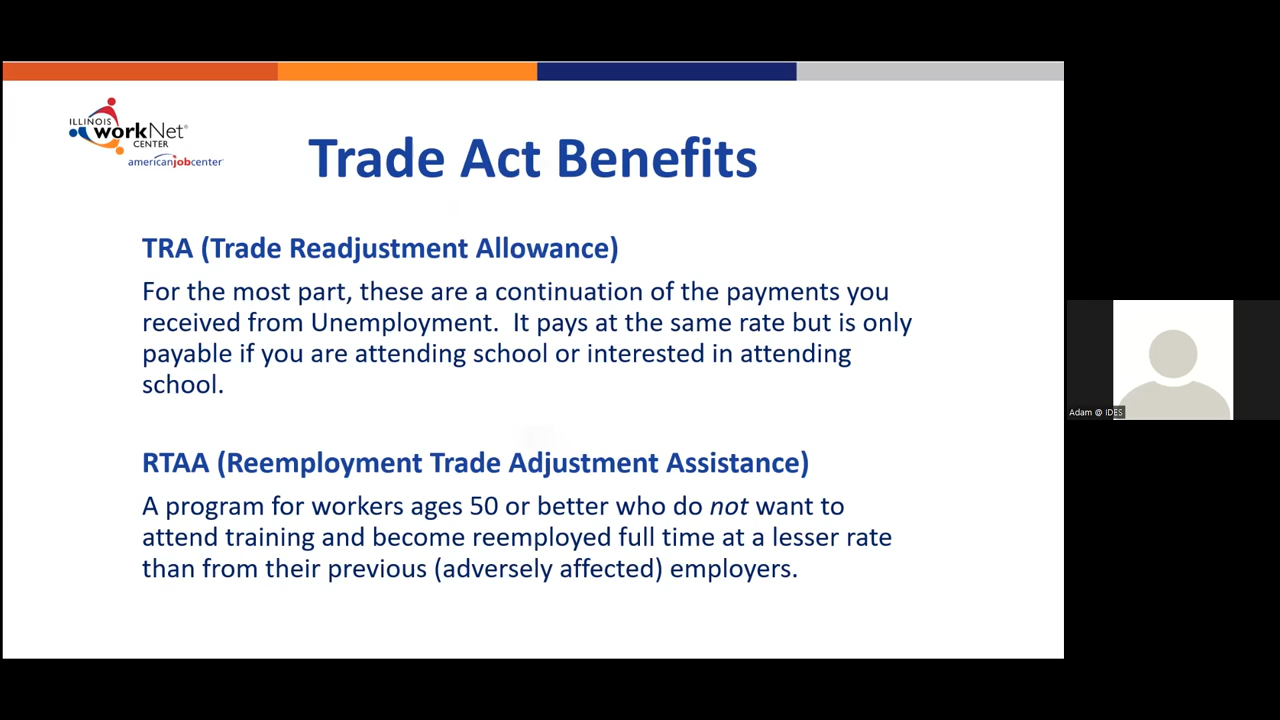 ILLINOIS
workNet®
CENTER
americanjobcenter
Trade Act Benefits
TRA (Trade Readjustment Allowance)
For the most part, these are a continuation of the payments you
received from Unemployment.  It pays at the same rate but is only
payable if you are attending school or interested in attending
school.
RTAA (Reemployment Trade Adjustment Assistance)
A program for workers ages 50 or better who do not want to
attend training and become reemployed full time at a lesser rate
than from their previous (adversely affected) employers.
Adam @ IDES